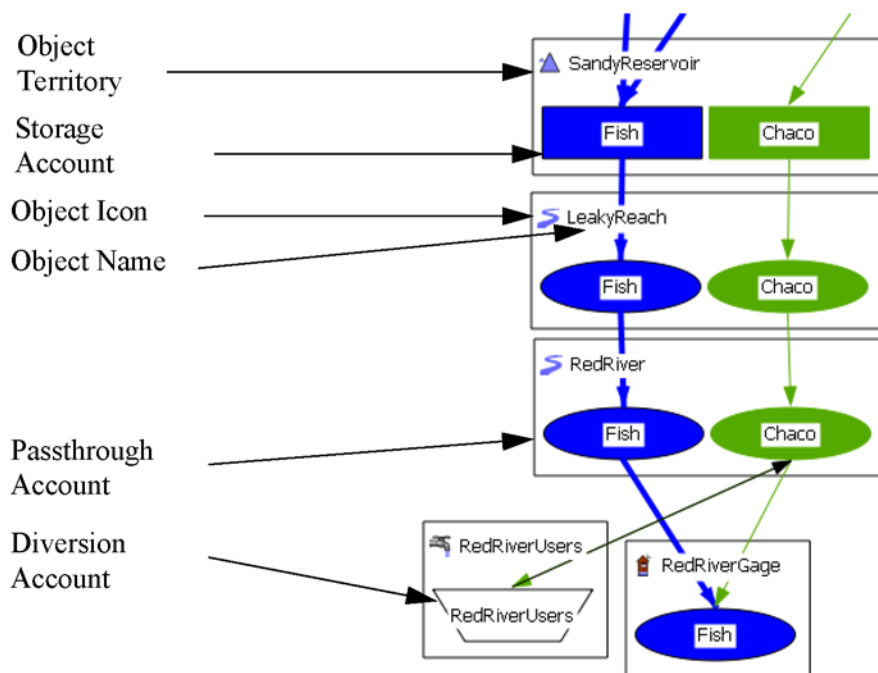 Object
Territory
Storage
Account
Object Icon
Object Name
Passthrough
Account
Diversion
Account
SandyReservoir
Fish
Chaco
LeakyReach
Fish
Chaco
RedRiver
Fish
Chaco
RedRiverUsers
RedRiverUsers
RedRiverGage
Fish